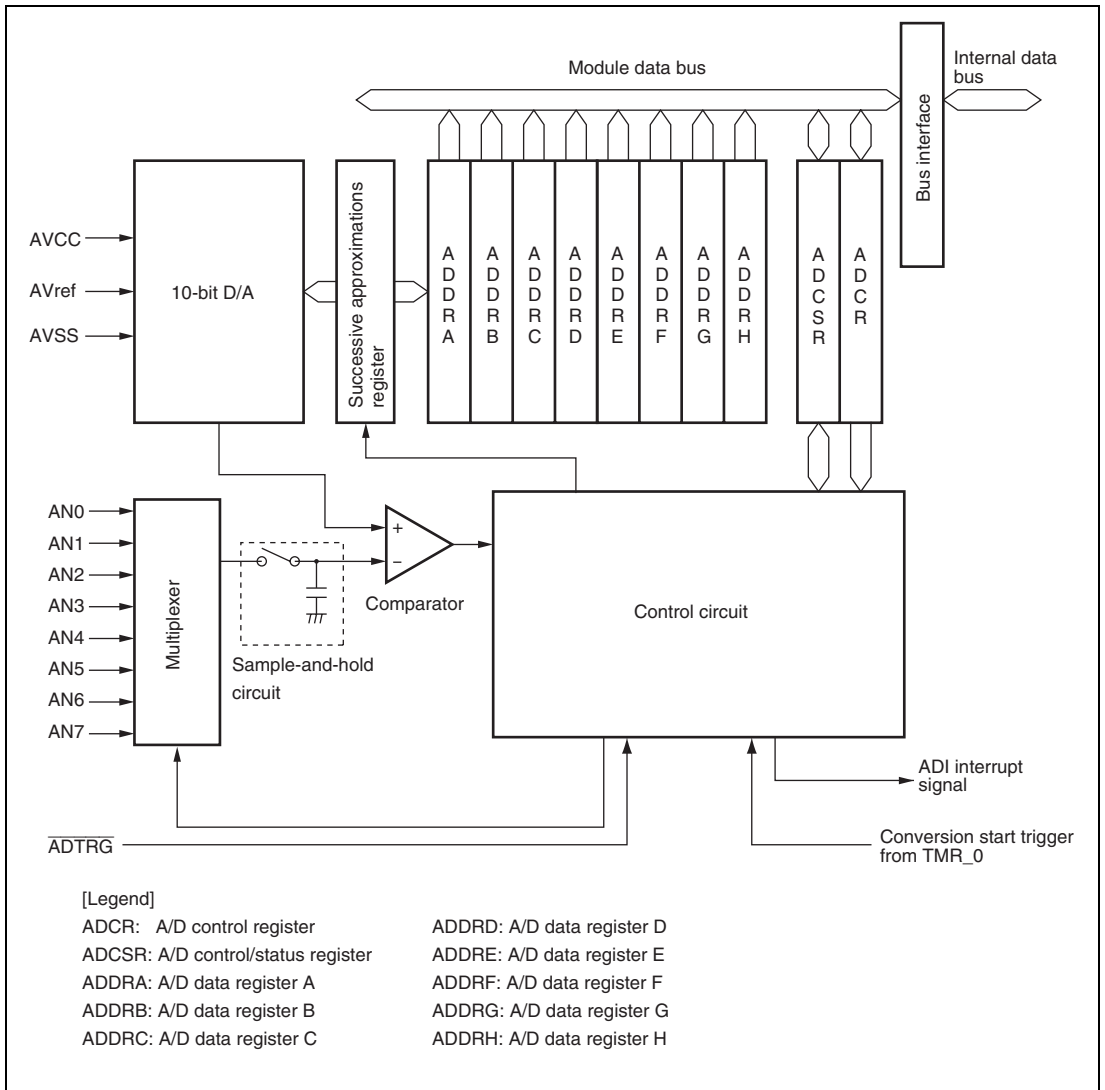 Module data bus
Internal data
bus
Bus interface
AVCC
AVref
AVSS
10-bit D/A
Successive approximations
register
ADDRA
ADDRB
ADDRC
ADDRD
ADDRE
ADDRF
ADDRG
ADDRH
ADCSR
ADCR
AN0
AN1
AN2
AN3
AN4
AN5
AN6
AN7
Multiplexer
Sample-and-hold
circuit
+
−
Comparator
Control circuit
ADI interrupt
signal
ADTRG
Conversion start trigger
from TMR_0
[Legend]
ADCR: A/D control register
ADCSR: A/D control/status register
ADDRA: A/D data register A
ADDRB: A/D data register B
ADDRC: A/D data register C
ADDRD: A/D data register D
ADDRE: A/D data register E
ADDRF: A/D data register F
ADDRG: A/D data register G
ADDRH: A/D data register H